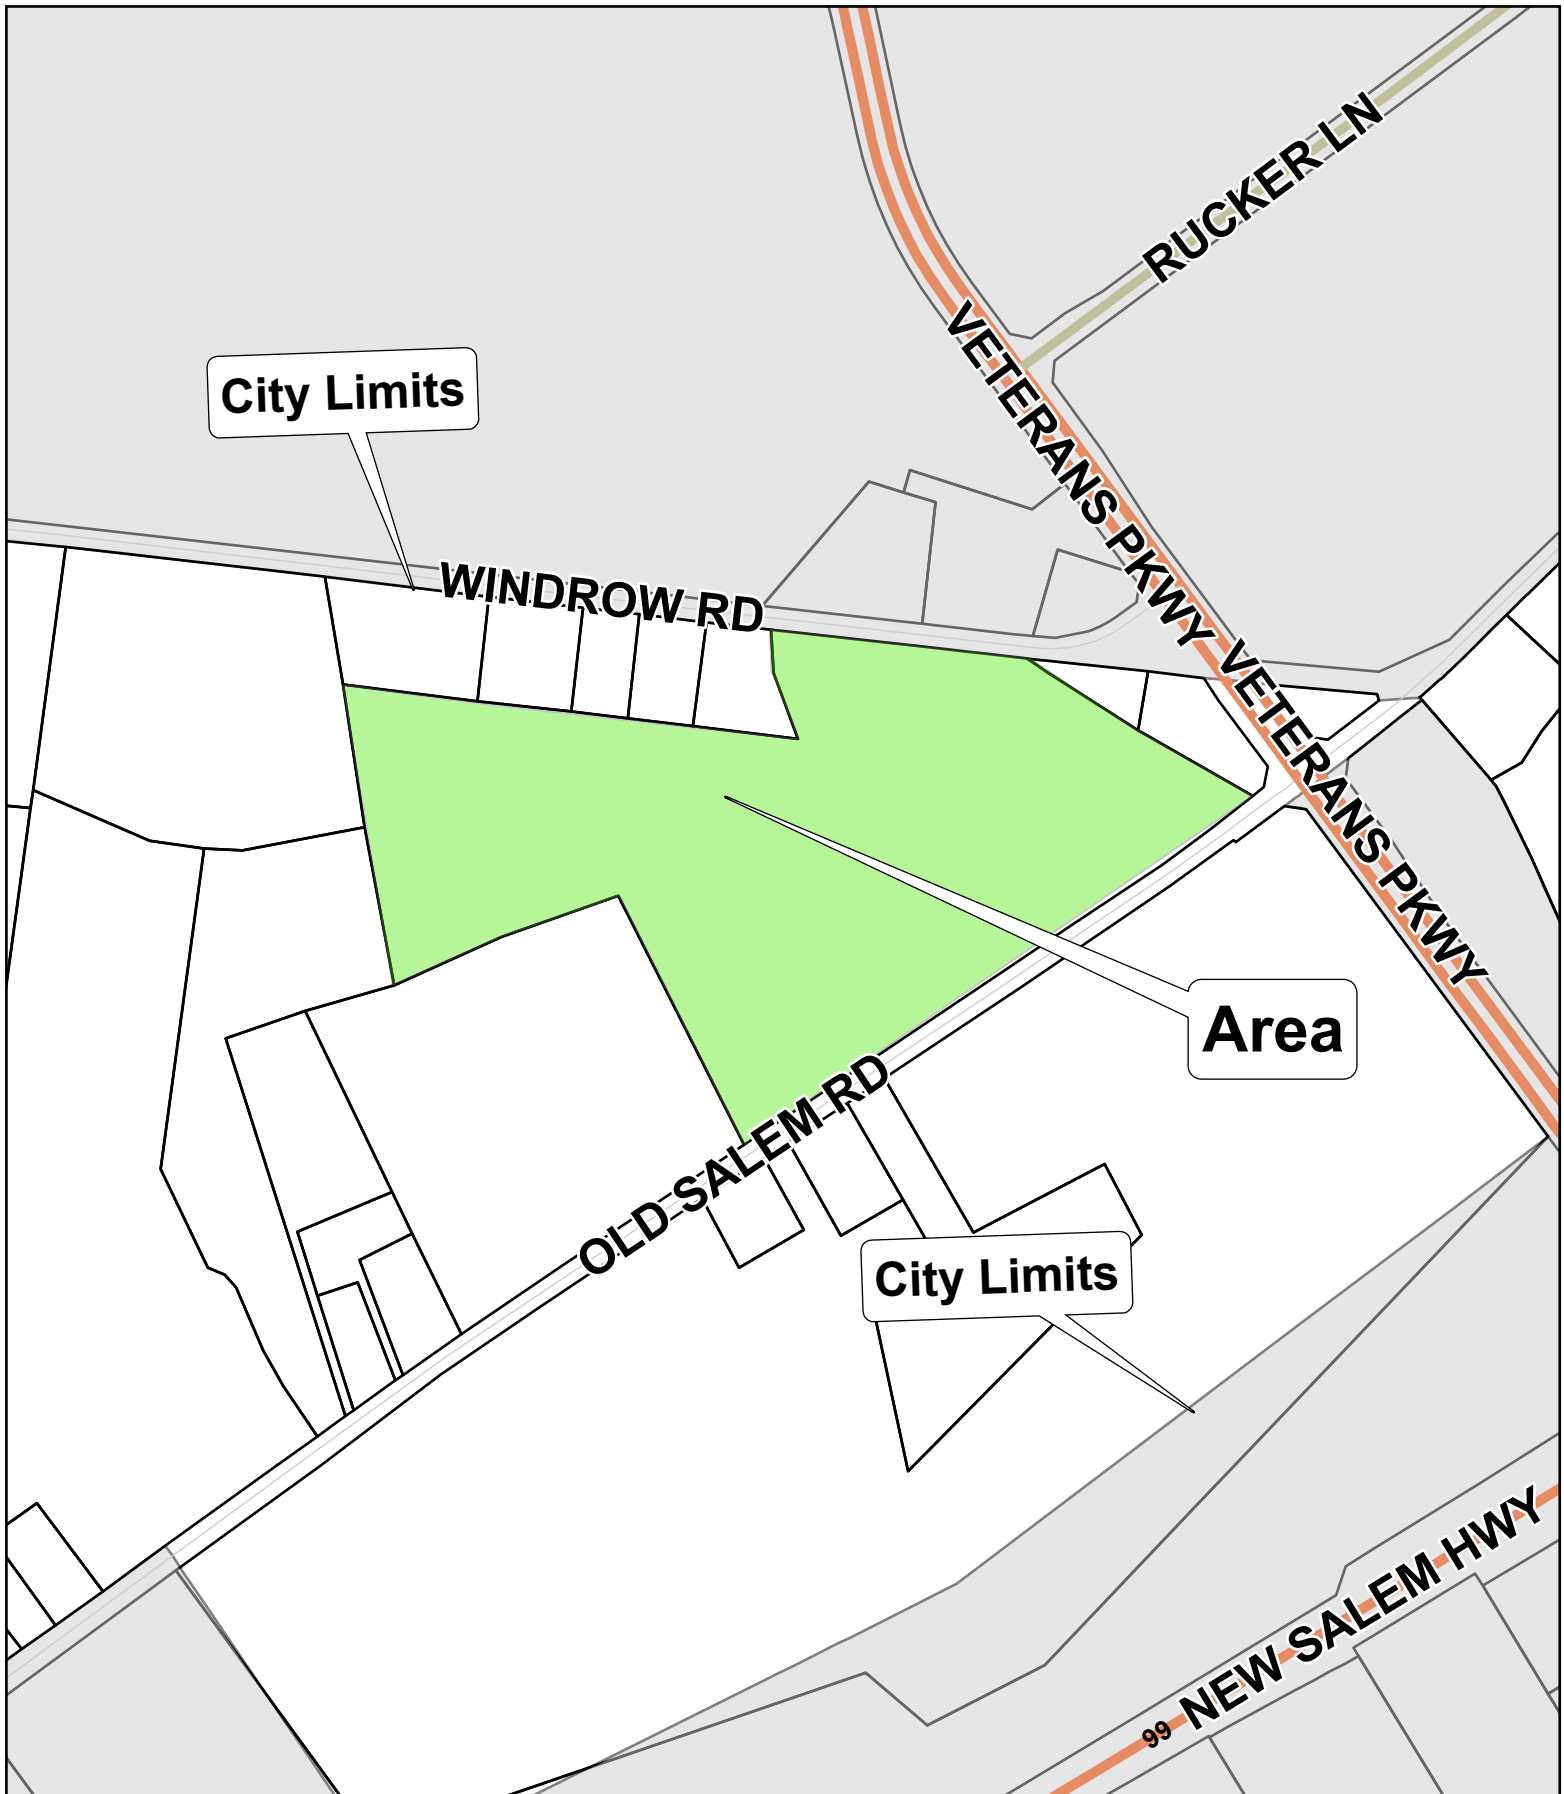 RUCKER LN
VETERANS PKWY
City Limits
WINDROW RD
VETERANS PKWY
Area
OLD SALEM RD
City Limits
NEW SALEM HWY
99